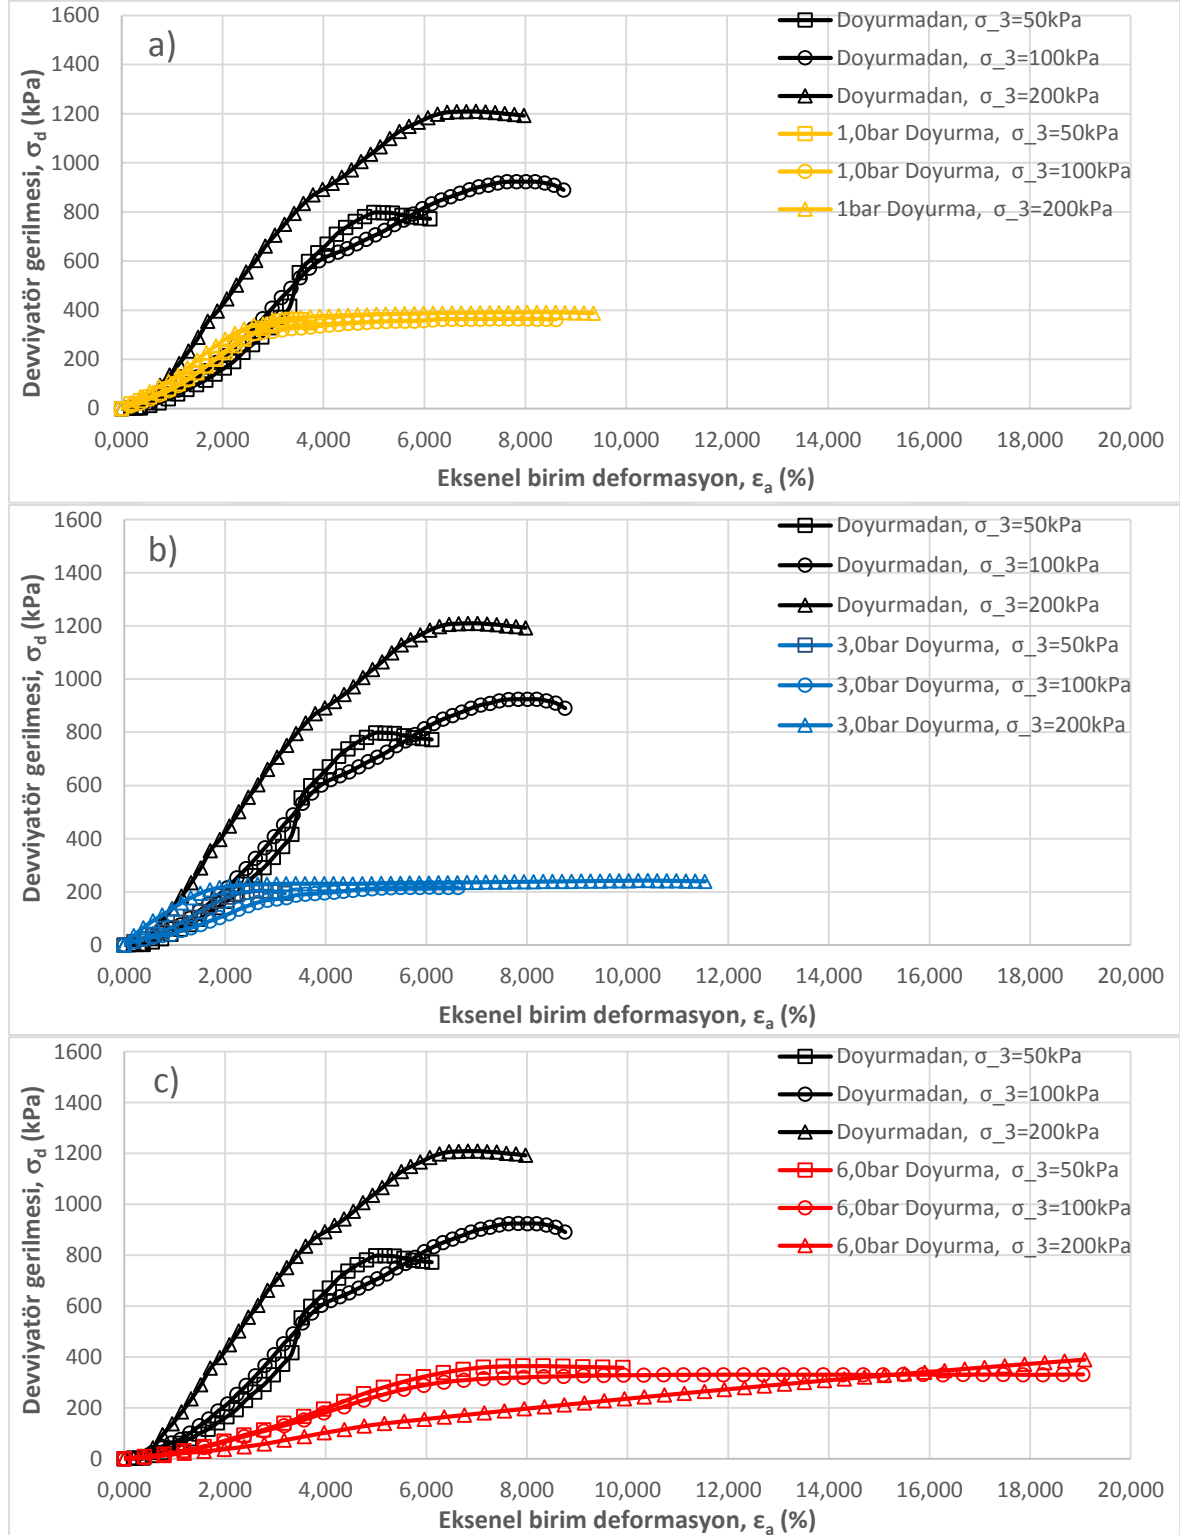 a)
Devviyatör gerilmesi, σd (kPa)
1600
1400
1200
1000
800
600
400
200
0
0,000 2,000 4,000 6,000 8,000 10,000 12,000 14,000 16,000 18,000 20,000
Eksenel birim deformasyon, εa (%)
Doyurmadan, σ_3=50kPa
Doyurmadan, σ_3=100kPa
Doyurmadan, σ_3=200kPa
1,0bar Doyurma, σ_3=50kPa
1,0bar Doyurma, σ_3=100kPa
1bar Doyurma, σ_3=200kPa
b)
Devviyatör gerilmesi, σd (kPa)
1600
1400
1200
1000
800
600
400
200
0
0,000 2,000 4,000 6,000 8,000 10,000 12,000 14,000 16,000 18,000 20,000
Eksenel birim deformasyon, εa (%)
Doyurmadan, σ_3=50kPa
Doyurmadan, σ_3=100kPa
Doyurmadan, σ_3=200kPa
3,0bar Doyurma, σ_3=50kPa
3,0bar Doyurma, σ_3=100kPa
3,0bar Doyurma, σ_3=200kPa
c)
Devviyatör gerilmesi, σd (kPa)
1600
1400
1200
1000
800
600
400
200
0
0,000 2,000 4,000 6,000 8,000 10,000 12,000 14,000 16,000 18,000 20,000
Eksenel birim deformasyon, εa (%)
Doyurmadan, σ_3=50kPa
Doyurmadan, σ_3=100kPa
Doyurmadan, σ_3=200kPa
6,0bar Doyurma, σ_3=50kPa
6,0bar Doyurma, σ_3=100kPa
6,0bar Doyurma, σ_3=200kPa